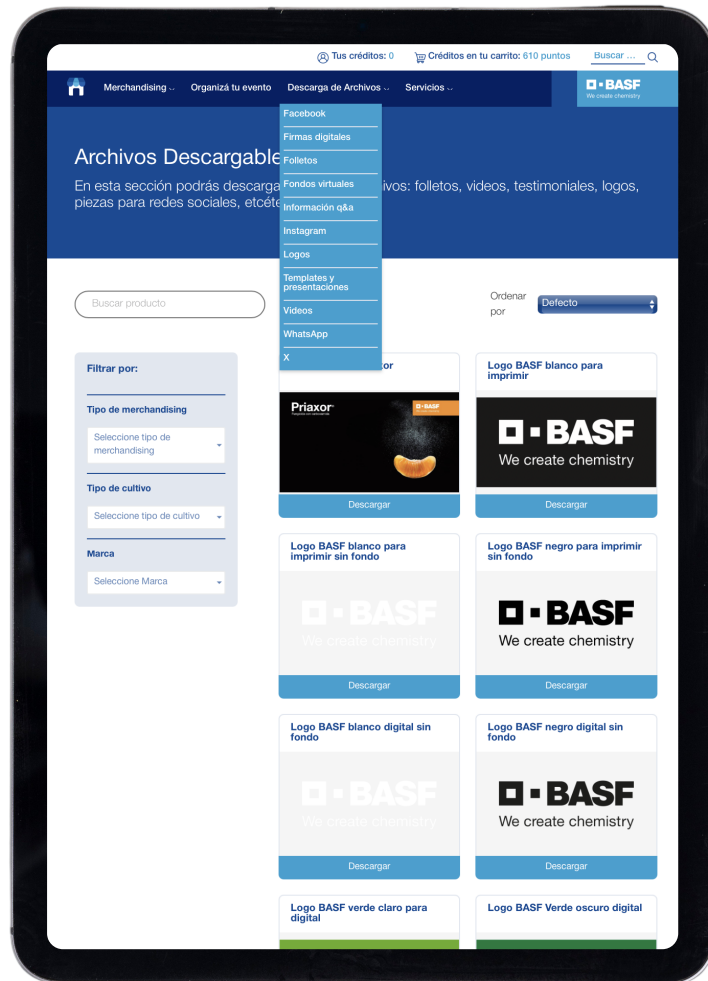 Tus créditos: 0
Créditos en tu carrito: 610 puntos
Buscar ...
Merchandising
Organizá tu evento
Descarga de Archivos
Servicios
BASF
We create chemistry
Facebook
Firmas digitales
Folletos
Fondos virtuales
Información q&a
Instagram
Logos
Templates y
presentaciones
Videos
WhatsApp
X
Archivos Descargable
En esta sección podrás descarga
ivos: folletos, videos, testimoniales, logos,
piezas para redes sociales, etcéte
Buscar producto
Ordenar
por
Defecto
Filtrar por:
Tipo de merchandising
Seleccione tipo de
merchandising
Tipo de cultivo
Seleccione tipo de cultivo
Marca
Seleccione Marca
or
Priaxor
BASF
Descargar
Logo BASF blanco para
imprimir
BASF
We create chemistry
Descargar
Logo BASF blanco para
imprimir sin fondo
BASF
We create chemistry
Descargar
Logo BASF negro para imprimir
sin fondo
BASF
We create chemistry
Descargar
Logo BASF blanco digital sin
fondo
BASF
We create chemistry
Descargar
Logo BASF negro digital sin
fondo
BASF
We create chemistry
Descargar
Logo BASF verde claro para
digital
Logo BASF Verde oscuro digital